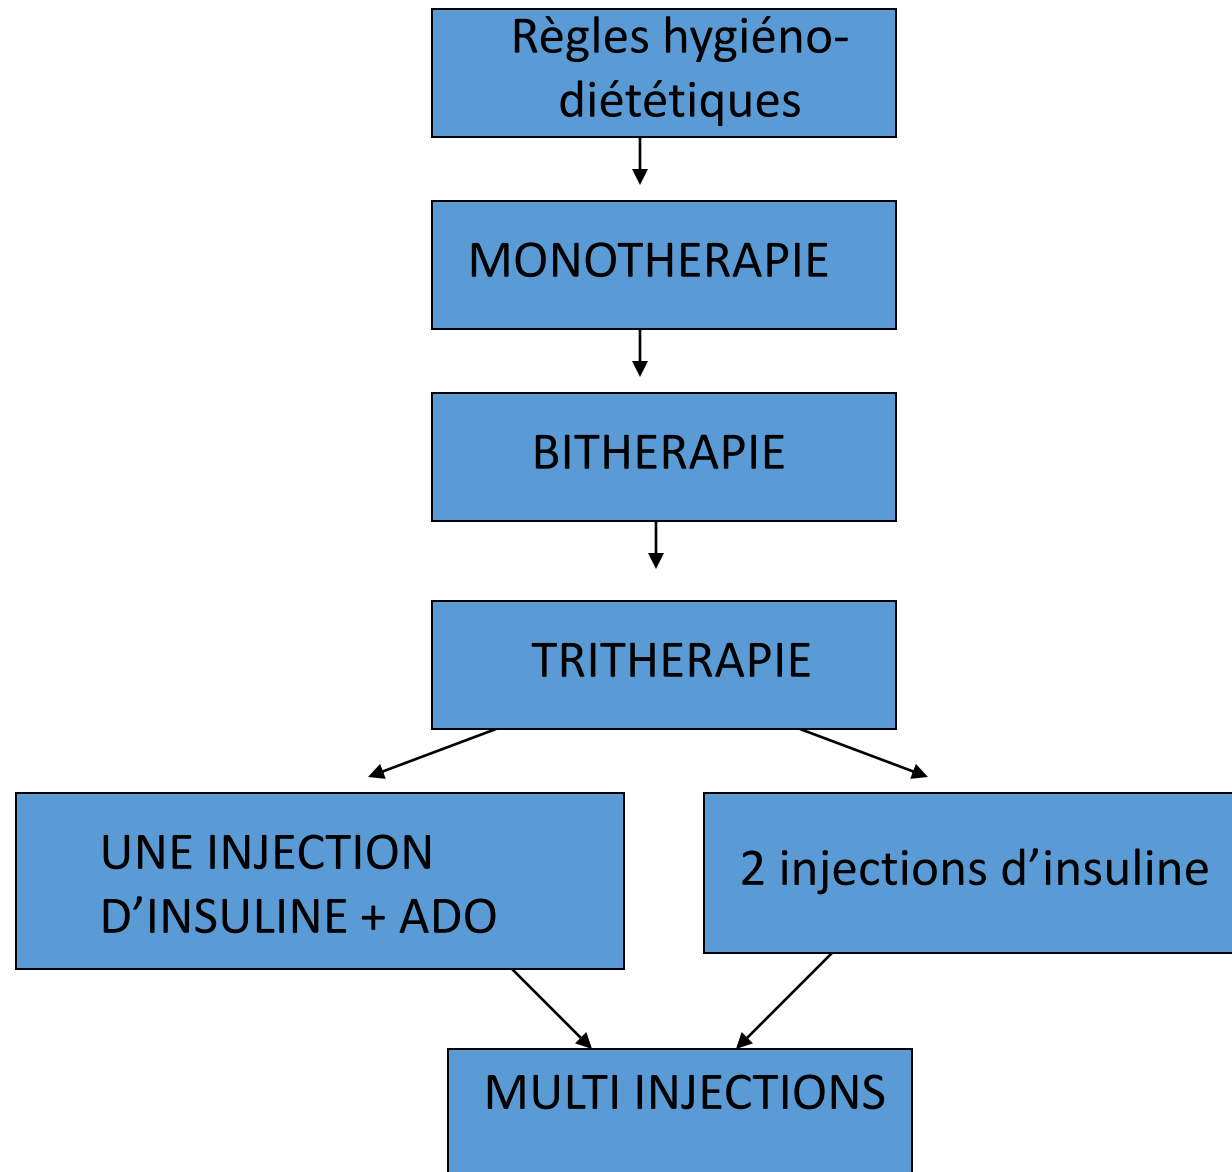 Règles hygiéno-
diététiques
MONOTHERAPIE
BITHERAPIE
TRITHERAPIE
UNE INJECTION
D’INSULINE + ADO
2 injections d’insuline
MULTI INJECTIONS